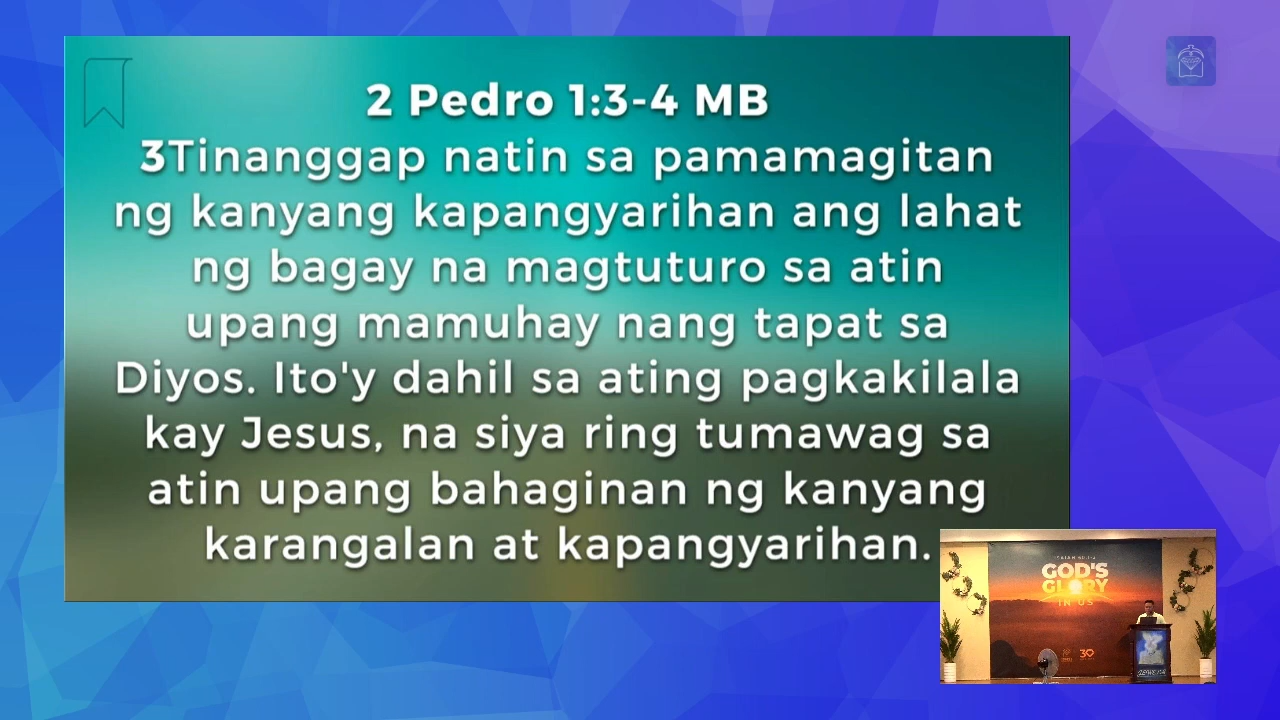 2 Pedro 1:3-4 MB
3Tinanggap natin sa pamamagitan
ng kanyang kapangyarihan ang lahat
ng bagay na magtuturo sa atin
upang mamuhay nang tapat sa
Diyos. Ito'y dahil sa ating pagkakilala
kay Jesus, na siya ring tumawag sa
atin upang bahaginan ng kanyang
karangalan at kapangyarihan.
GOD'S
GLORY
IN US
30